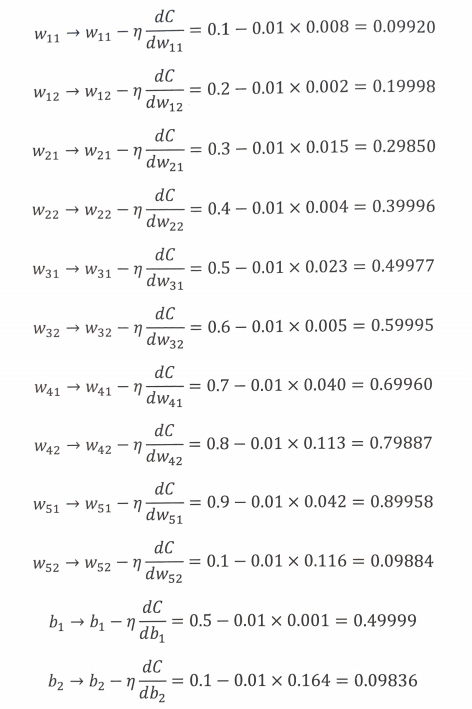 w₁₁ → w₁₁ − η dC/dw₁₁ = 0.1 − 0.01 × 0.008 = 0.09920
w₁₂ → w₁₂ − η dC/dw₁₂ = 0.2 − 0.01 × 0.002 = 0.19998
w₂₁ → w₂₁ − η dC/dw₂₁ = 0.3 − 0.01 × 0.015 = 0.29850
w₂₂ → w₂₂ − η dC/dw₂₂ = 0.4 − 0.01 × 0.004 = 0.39996
w₃₁ → w₃₁ − η dC/dw₃₁ = 0.5 − 0.01 × 0.023 = 0.49977
w₃₂ → w₃₂ − η dC/dw₃₂ = 0.6 − 0.01 × 0.005 = 0.59995
w₄₁ → w₄₁ − η dC/dw₄₁ = 0.7 − 0.01 × 0.040 = 0.69960
w₄₂ → w₄₂ − η dC/dw₄₂ = 0.8 − 0.01 × 0.113 = 0.79887
w₅₁ → w₅₁ − η dC/dw₅₁ = 0.9 − 0.01 × 0.042 = 0.89958
w₅₂ → w₅₂ − η dC/dw₅₂ = 0.1 − 0.01 × 0.116 = 0.09884
b₁ → b₁ − η dC/db₁ = 0.5 − 0.01 × 0.001 = 0.49999
b₂ → b₂ − η dC/db₂ = 0.1 − 0.01 × 0.164 = 0.09836